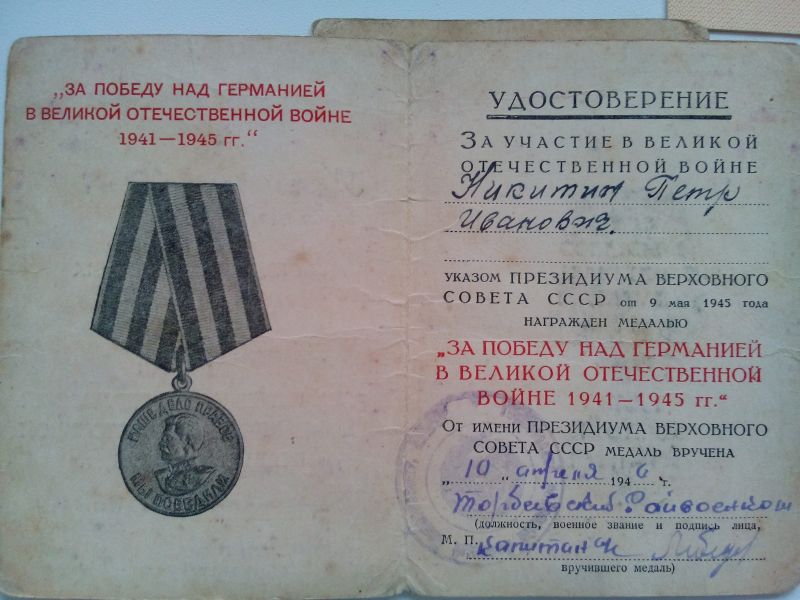 „ЗА ПОБЕДУ НАД ГЕРМАНИЕЙ
В ВЕЛИКОЙ ОТЕЧЕСТВЕННОЙ ВОЙНЕ
1941—1945 гг.“
НАШЕ ДЕЛО ПРАВОЕ
МЫ ПОБЕДИЛИ
УДОСТОВЕРЕНИЕ
ЗА УЧАСТИЕ В ВЕЛИКОЙ
ОТЕЧЕСТВЕННОЙ ВОЙНЕ
Никитин Петр
Иванович.
УКАЗОМ ПРЕЗИДИУМА ВЕРХОВНОГО
СОВЕТА СССР от 9 мая 1945 года
НАГРАЖДЕН МЕДАЛЬЮ
„ЗА ПОБЕДУ НАД ГЕРМАНИЕЙ
В ВЕЛИКОЙ ОТЕЧЕСТВЕННОЙ
ВОЙНЕ 1941—1945 гг.“
ОТ ИМЕНИ ПРЕЗИДИУМА ВЕРХОВНОГО
СОВЕТА СССР МЕДАЛЬ ВРУЧЕНА
„10“ апреля 1946 г.
Торбеевский Райвоенком
(должность, военное звание и подпись лица,
М. П. капитан
вручившего медаль)